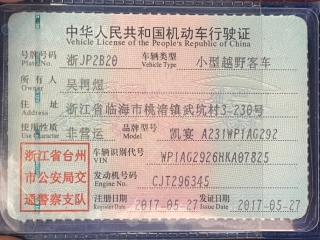 中华人民共和国机动车行驶证
Vehicle License of the People's Republic of China
号牌号码 浙JP2B20 车辆类型 小型越野客车
Plate No. Vehicle Type
所有人 吴再煜
Owner
住址 浙江省临海市桃渚镇武坑村3-230号
Address
使用性质 非营运 品牌型号 凯宴 A231WP1AG292
Use Character Model
浙江省台州
市公安局交
通警察支队
车辆识别代号 WP1AG2926HKA07825
VIN
发动机号码 CJT296345
Engine No.
注册日期 2017-05-27 发证日期 2017-05-27
Register Date Issue Date